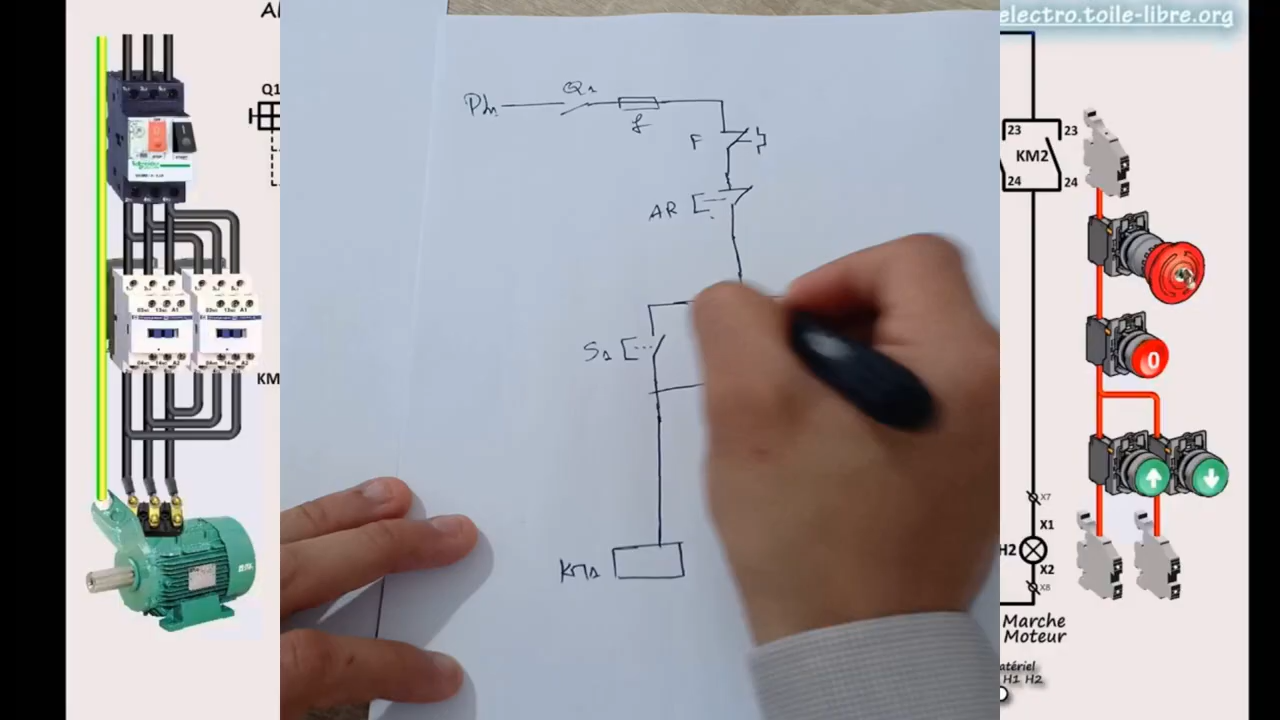 electro.toile-libre.org
Q1
KM
Ph
Q1
f
F
AR
S1
KM1
23
23
KM2
24
24
0
X7
X1
H2
X2
X8
Marche
Moteur
H1 H2